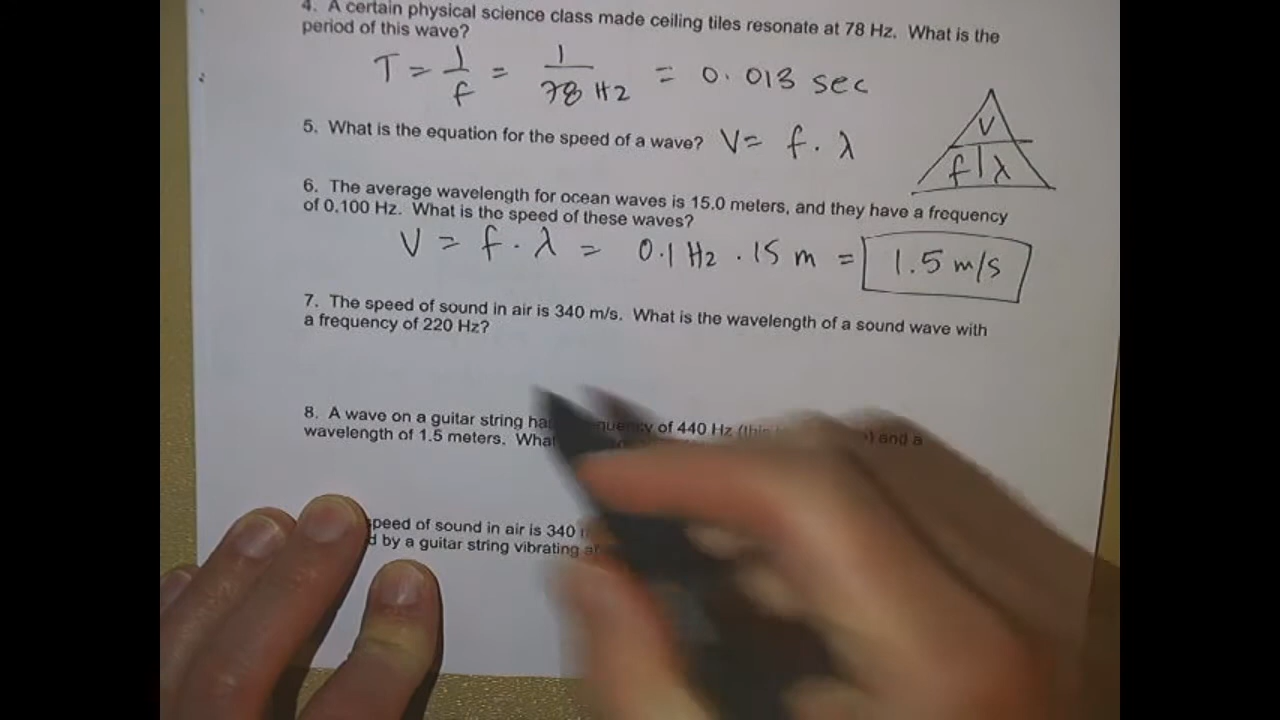 4. A certain physical science class made ceiling tiles resonate at 78 Hz. What is the
period of this wave?
T = 1/f = 1/78 Hz = 0.013 sec
5. What is the equation for the speed of a wave? V = f · λ
V
f | λ
6. The average wavelength for ocean waves is 15.0 meters, and they have a frequency
of 0.100 Hz. What is the speed of these waves?
V = f · λ = 0.1 Hz · 15 m = 1.5 m/s
7. The speed of sound in air is 340 m/s. What is the wavelength of a sound wave with
a frequency of 220 Hz?
8. A wave on a guitar string of 440 Hz and a
wavelength of 1.5 meters.
speed of sound in air is 340
by a guitar string vibrating